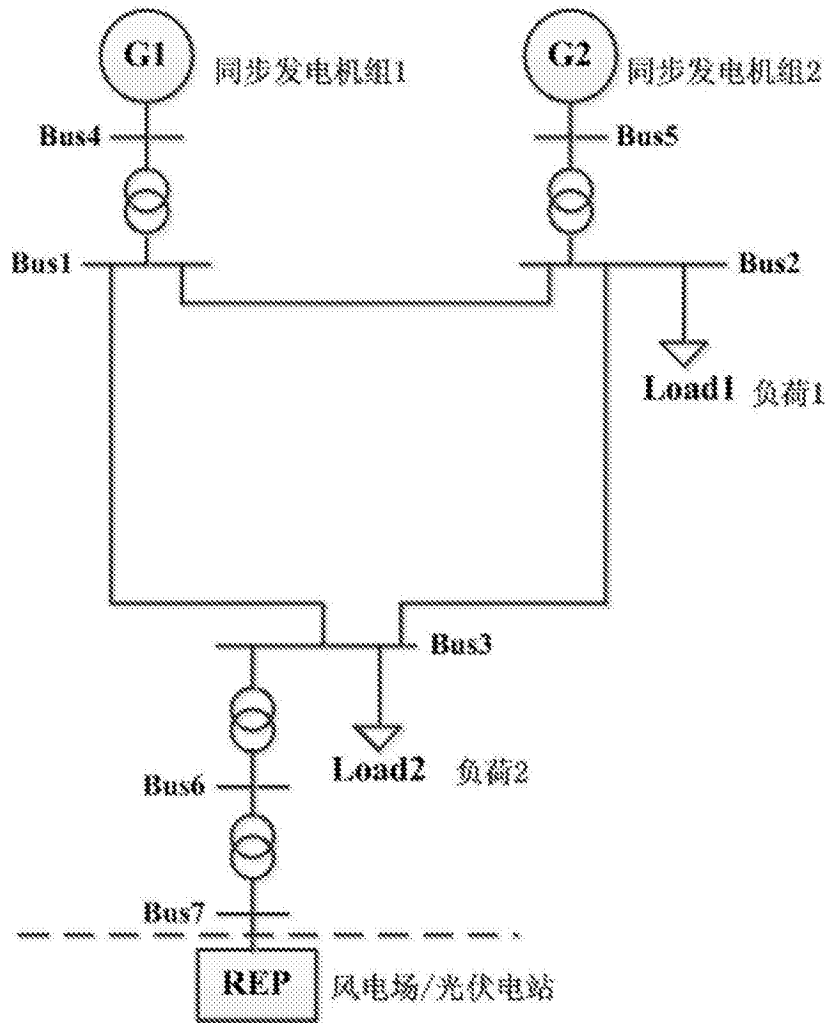 G1 同步发电机组1
G2 同步发电机组2
Bus4
Bus5
Bus1
Bus2
Load1 负荷1
Bus3
Load2 负荷2
Bus6
Bus7
REP 风电场/光伏电站